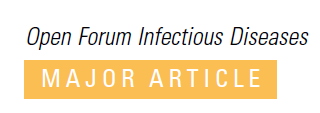 Open Forum Infectious Diseases
MAJOR ARTICLE